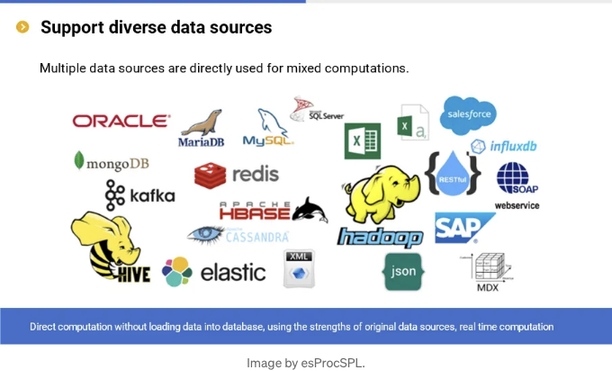 Support diverse data sources
Multiple data sources are directly used for mixed computations.
ORACLE
MariaDB
MySQL
SQL Server
X
X a
salesforce
mongoDB
kafka
redis
influxdb
{ RESTful }
SOAP
webservice
APACHE
HBASE
CASSANDRA
hadoop
SAP
HIVE
elastic
XML
json
MDX
Direct computation without loading data into database, using the strengths of original data sources, real time computation
Image by esProcSPL.